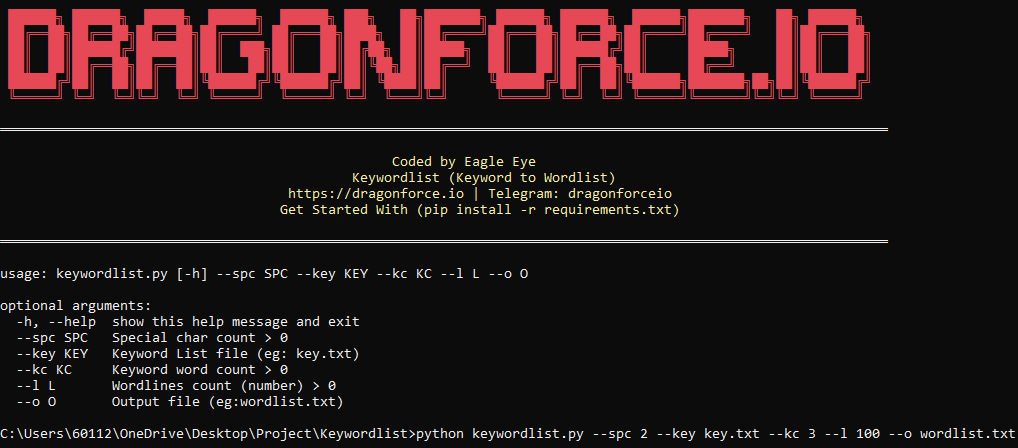 DRAGONFORCE.IO
Coded by Eagle Eye
Keywordlist (Keyword to Wordlist)
https://dragonforce.io | Telegram: dragonforceio
Get Started With (pip install -r requirements.txt)
usage: keywordlist.py [-h] --spc SPC --key KEY --kc KC --l L --o O
optional arguments:
-h, --help  show this help message and exit
--spc SPC   Special char count > 0
--key KEY   Keyword List file (eg: key.txt)
--kc KC     Keyword word count > 0
--l L       Wordlines count (number) > 0
--o O       Output file (eg:wordlist.txt)
C:\Users\60112\OneDrive\Desktop\Project\Keywordlist>python keywordlist.py --spc 2 --key key.txt --kc 3 --l 100 --o wordlist.txt